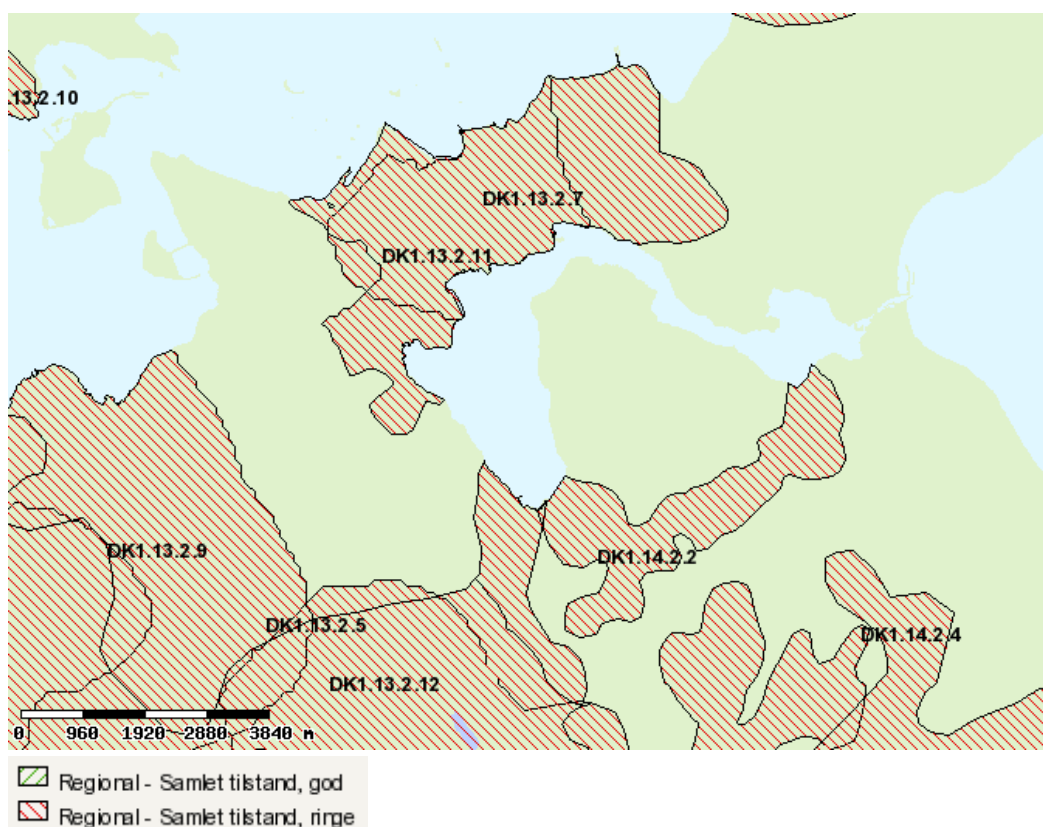 .13.2.10
DK1.13.2.7
DK1.13.2.11
DK1.13.2.9
DK1.14.2.2
DK1.13.2.5
DK1.14.2.4
DK1.13.2.12
0 960 1920 2880 3840 m
Regional - Samlet tilstand, god
Regional - Samlet tilstand, ringe